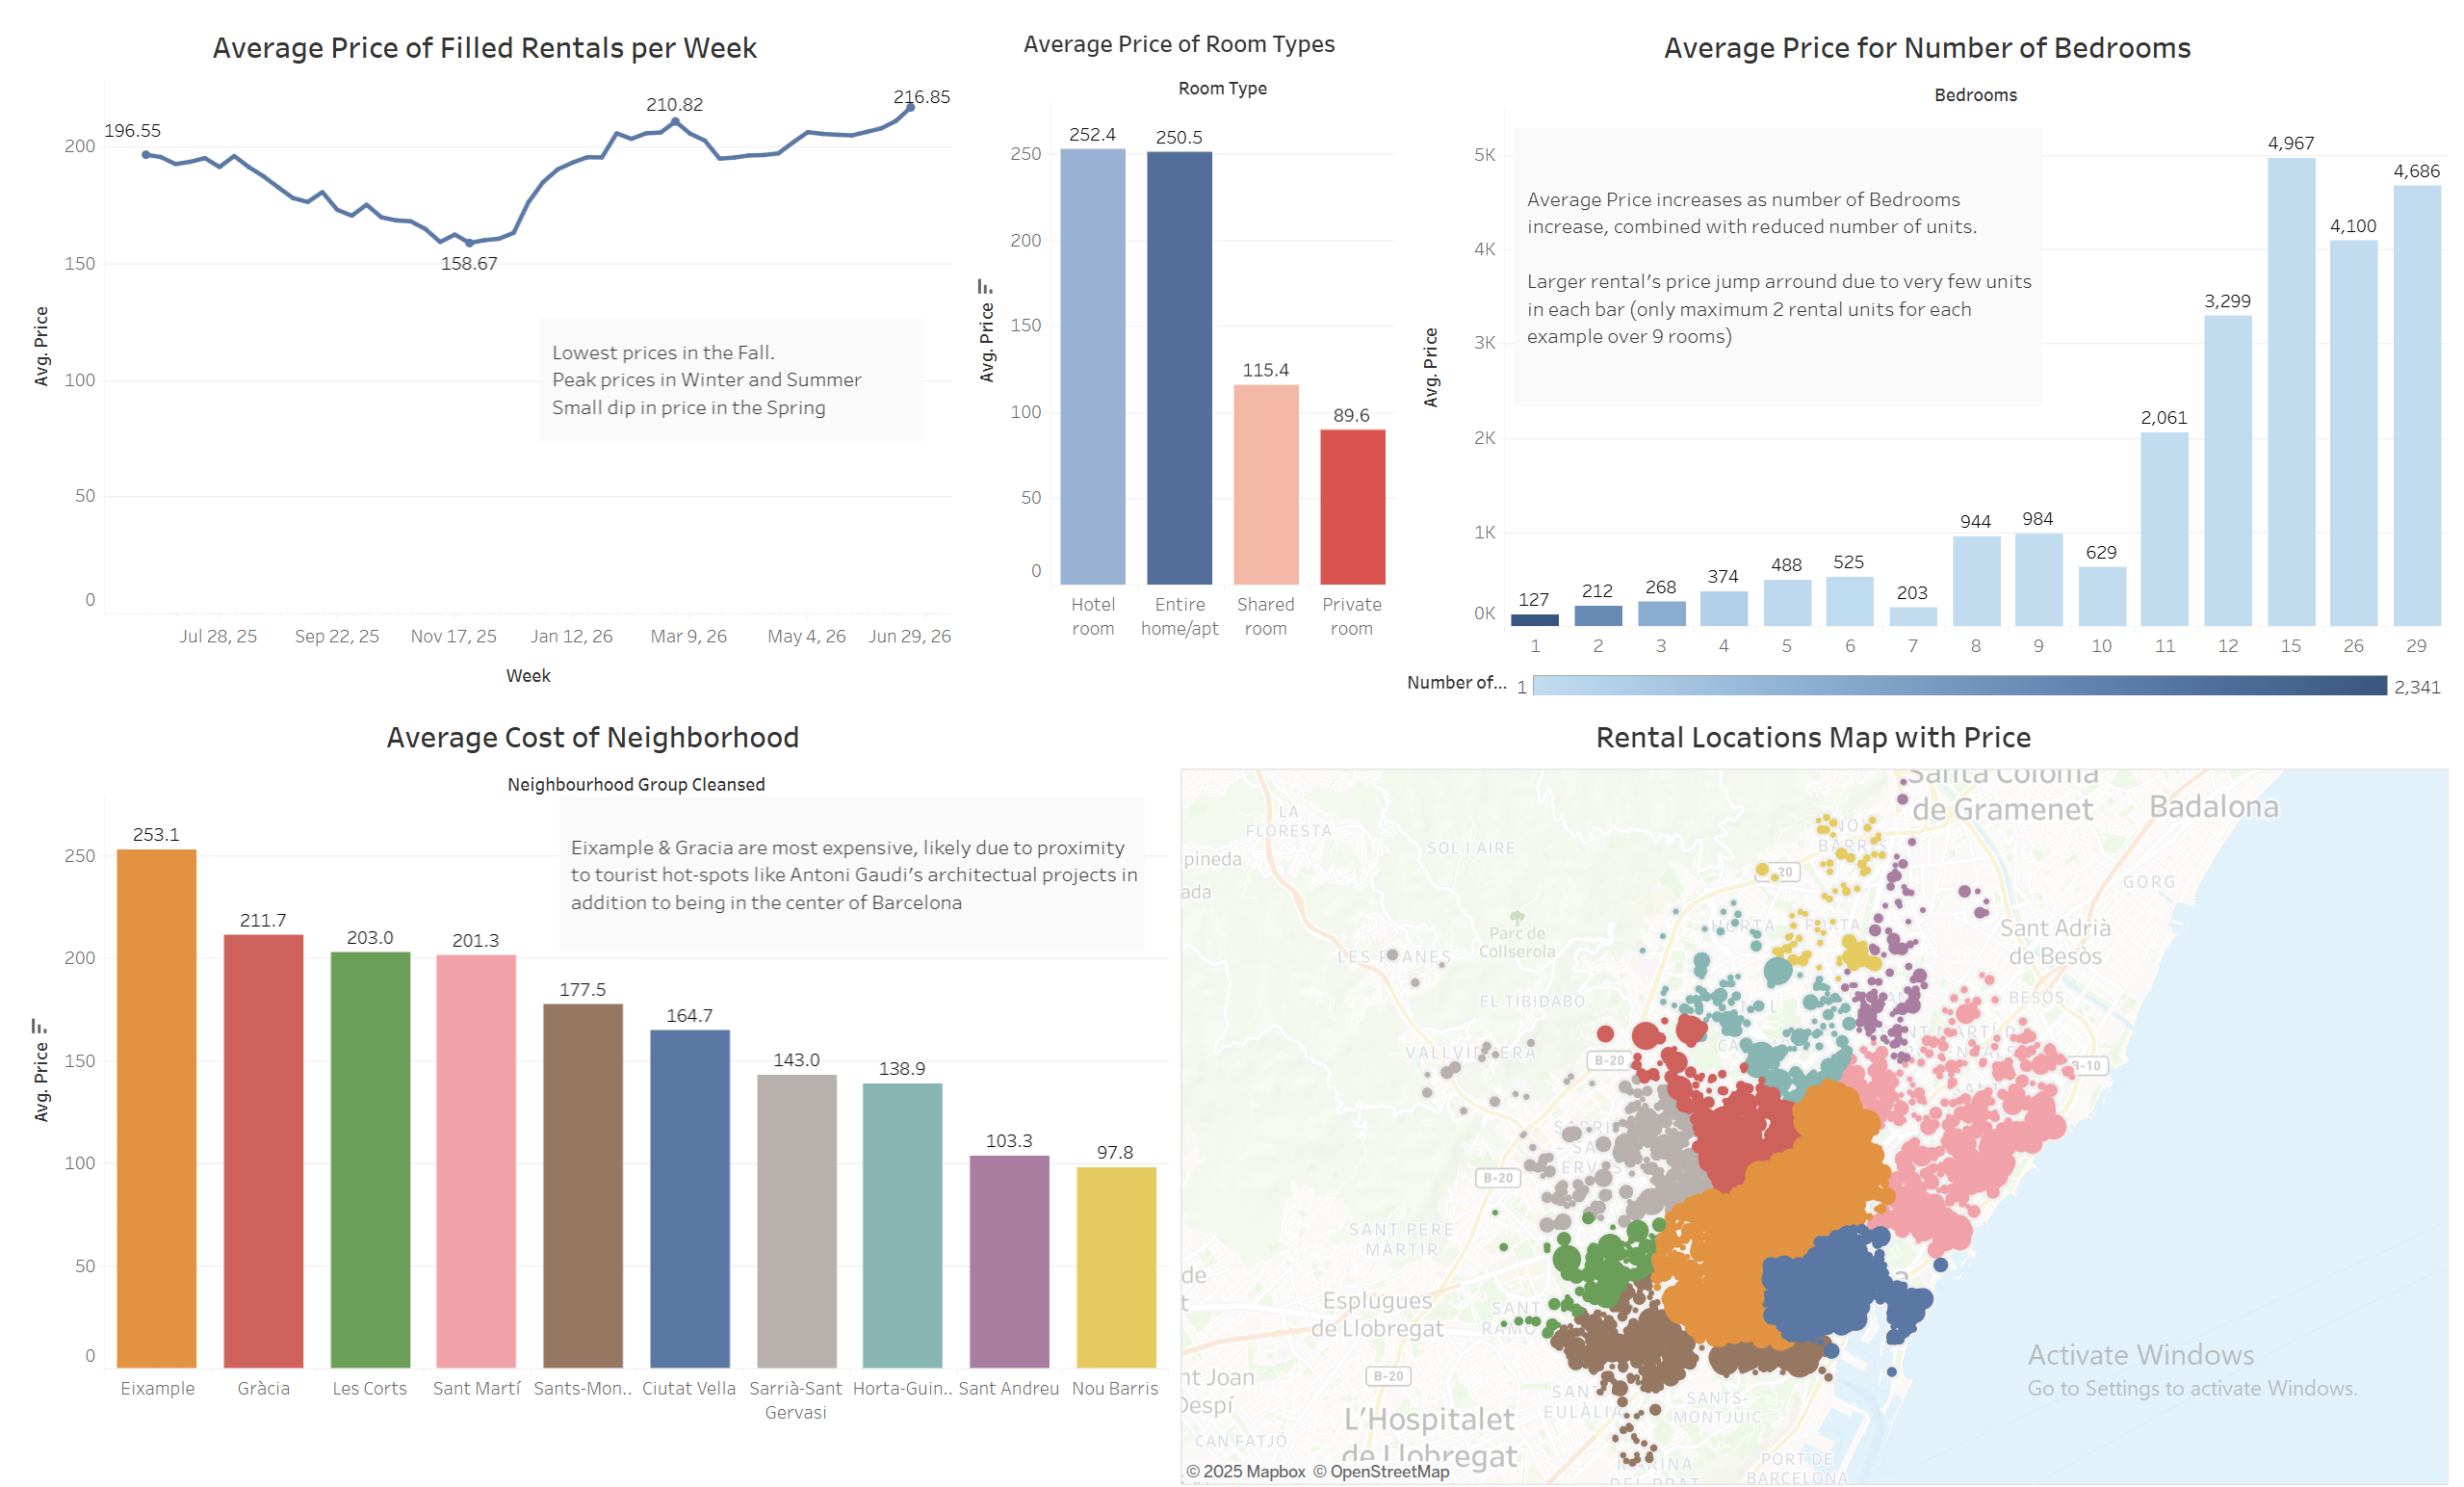 Average Price of Filled Rentals per Week
196.55
210.82
216.85
158.67
200
150
100
50
0
Avg. Price
Lowest prices in the Fall.
Peak prices in Winter and Summer
Small dip in price in the Spring
Jul 28, 25
Sep 22, 25
Nov 17, 25
Jan 12, 26
Mar 9, 26
May 4, 26
Jun 29, 26
Week
Average Price of Room Types
Room Type
252.4
250.5
115.4
89.6
250
200
150
100
50
0
Avg. Price
Hotel
room
Entire
home/apt
Shared
room
Private
room
Average Price for Number of Bedrooms
Bedrooms
Average Price increases as number of Bedrooms
increase, combined with reduced number of units.
Larger rental's price jump arround due to very few units
in each bar (only maximum 2 rental units for each
example over 9 rooms)
5K
4K
3K
2K
1K
0K
Avg. Price
127
212
268
374
488
525
203
944
984
629
2,061
3,299
4,967
4,100
4,686
1
2
3
4
5
6
7
8
9
10
11
12
15
26
29
Number of...
1
2,341
Average Cost of Neighborhood
Neighbourhood Group Cleansed
Eixample & Gracia are most expensive, likely due to proximity
to tourist hot-spots like Antoni Gaudi's architectual projects in
addition to being in the center of Barcelona
253.1
211.7
203.0
201.3
177.5
164.7
143.0
138.9
103.3
97.8
250
200
150
100
50
0
Avg. Price
Eixample
Gràcia
Les Corts
Sant Martí
Sants-Mon..
Ciutat Vella
Sarrià-Sant
Gervasi
Horta-Guin..
Sant Andreu
Nou Barris
Rental Locations Map with Price
Santa Coloma
de Gramenet
Badalona
LA
FLORESTA
SOL I AIRE
pineda
ada
20
GORG
Parc de
Collserola
HORTA
PORTA
Sant Adrià
de Besòs
EL TIBIDABO
BESÒS
B-20
B-10
B-20
SANT PERE
MÀRTIR
de
t
Esplugues
de Llobregat
SANT
RAMO
B-20
nt Joan
Despí
SANT
EULÀLIA
SANTS-
MONTJUÏC
L'Hospitalet
de Llobregat
CAN FATJÓ
PORT DE
BARCELONA
Activate Windows
Go to Settings to activate Windows.
© 2025 Mapbox © OpenStreetMap